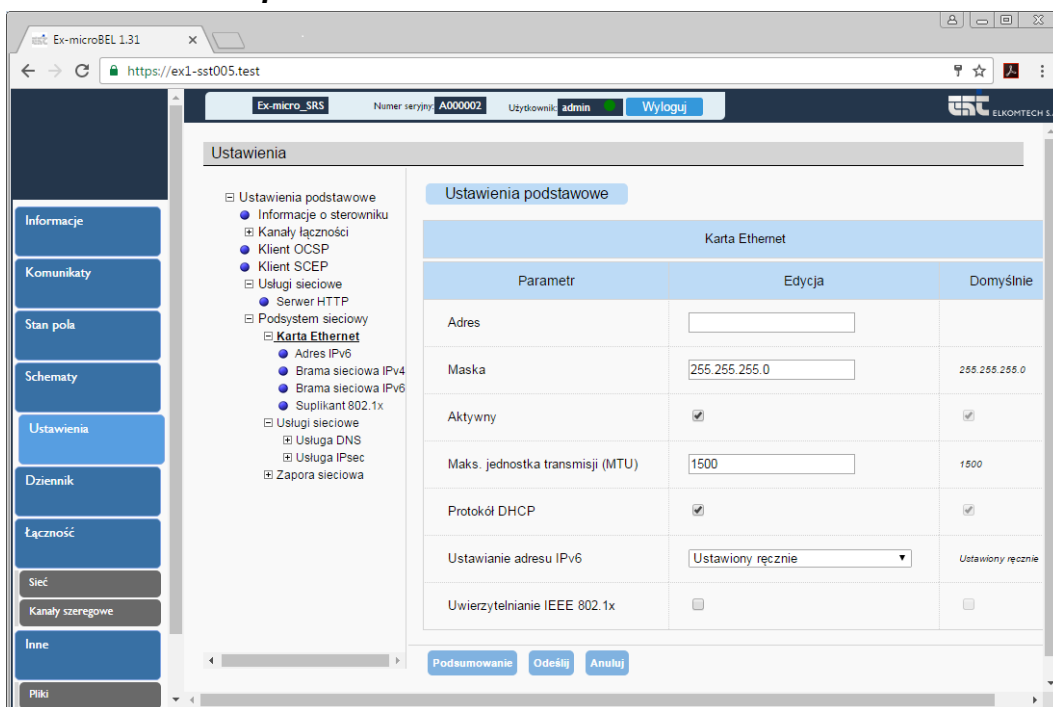 Ex-microBEL 1.31
https://ex1-sst005.test
Ex-micro_SRS Numer seryjny: A000002 Użytkownik: admin Wyloguj
ELKOMTECH S.
Ustawienia
Informacje
Komunikaty
Stan pola
Schematy
Ustawienia
Dziennik
Łączność
Sieć
Kanały szeregowe
Inne
Pliki
Ustawienia podstawowe
Informacje o sterowniku
Kanały łączności
Klient OCSP
Klient SCEP
Usługi sieciowe
Serwer HTTP
Podsystem sieciowy
Karta Ethernet
Adres IPv6
Brama sieciowa IPv4
Brama sieciowa IPv6
Suplikant 802.1x
Usługi sieciowe
Usługa DNS
Usługa IPsec
Zapora sieciowa
Ustawienia podstawowe
Karta Ethernet
Parametr Edycja Domyślnie
Adres
Maska 255.255.255.0 255.255.255.0
Aktywny
Maks. jednostka transmisji (MTU) 1500 1500
Protokół DHCP
Ustawianie adresu IPv6 Ustawiony ręcznie Ustawiony ręcznie
Uwierzytelnianie IEEE 802.1x
Podsumowanie Odeślij Anuluj